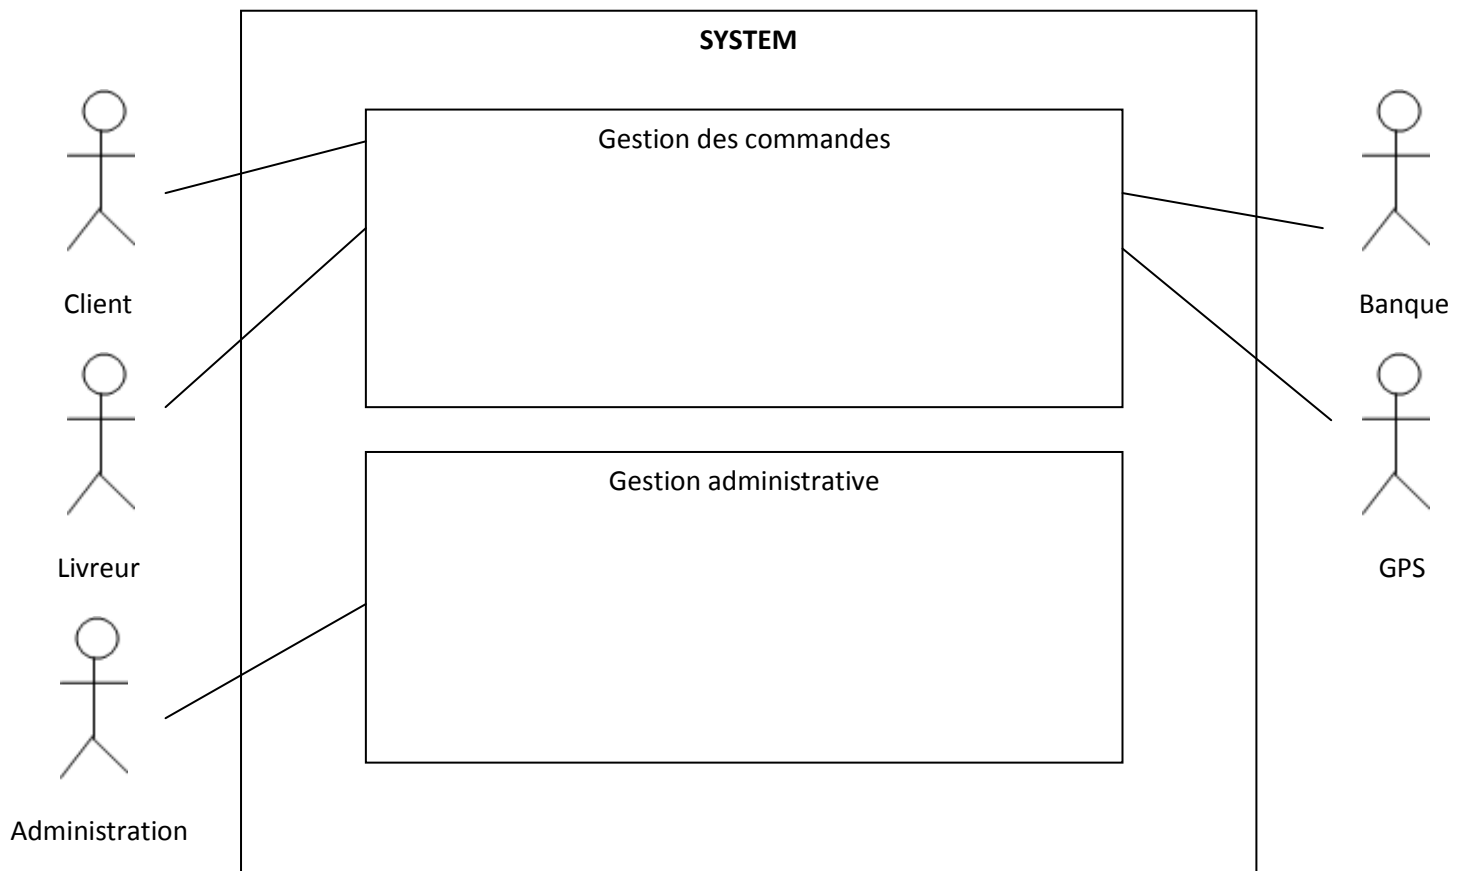 SYSTEM
Gestion des commandes
Client
Banque
Gestion administrative
Livreur
GPS
Administration